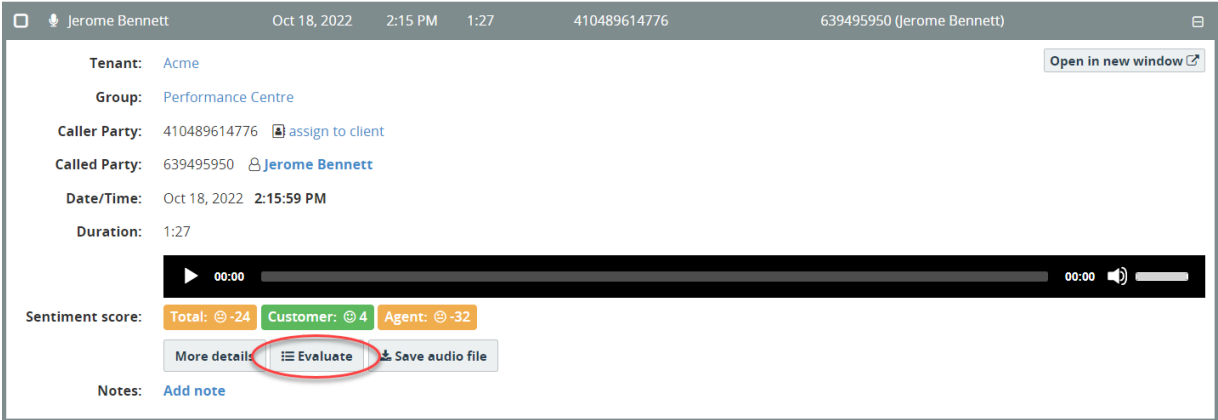 Jerome Bennett Oct 18, 2022 2:15 PM 1:27 410489614776 639495950 (Jerome Bennett)
Open in new window
Tenant: Acme
Group: Performance Centre
Caller Party: 410489614776 assign to client
Called Party: 639495950 Jerome Bennett
Date/Time: Oct 18, 2022 2:15:59 PM
Duration: 1:27
00:00 00:00
Sentiment score: Total: -24 Customer: 4 Agent: -32
More details Evaluate Save audio file
Notes: Add note